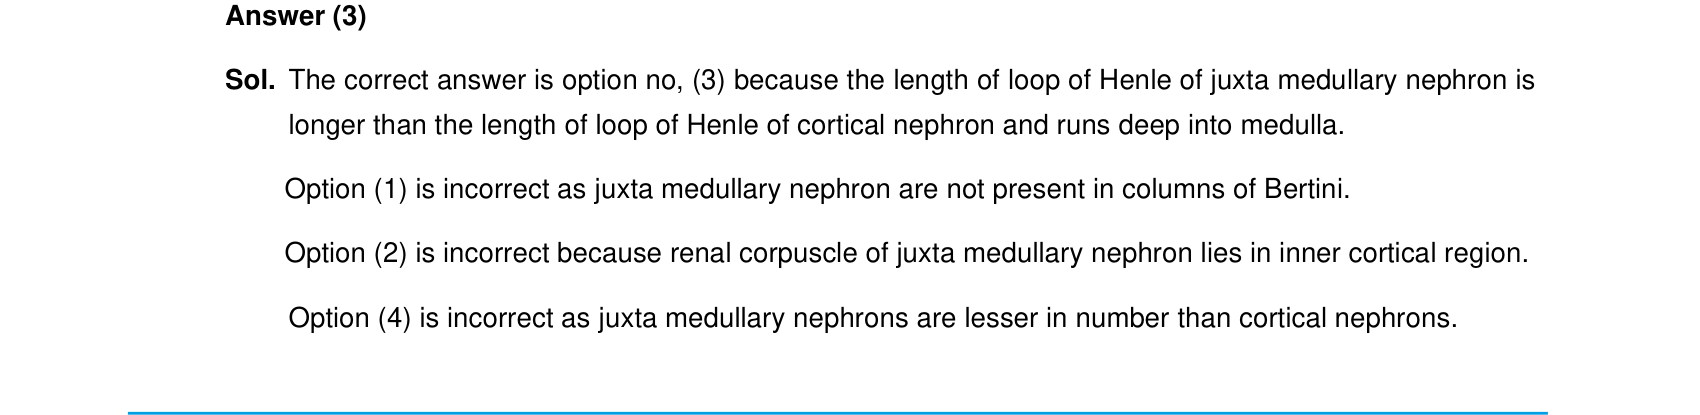 Answer (3)
Sol. The correct answer is option no, (3) because the length of loop of Henle of juxta medullary nephron is
longer than the length of loop of Henle of cortical nephron and runs deep into medulla.
Option (1) is incorrect as juxta medullary nephron are not present in columns of Bertini.
Option (2) is incorrect because renal corpuscle of juxta medullary nephron lies in inner cortical region.
Option (4) is incorrect as juxta medullary nephrons are lesser in number than cortical nephrons.